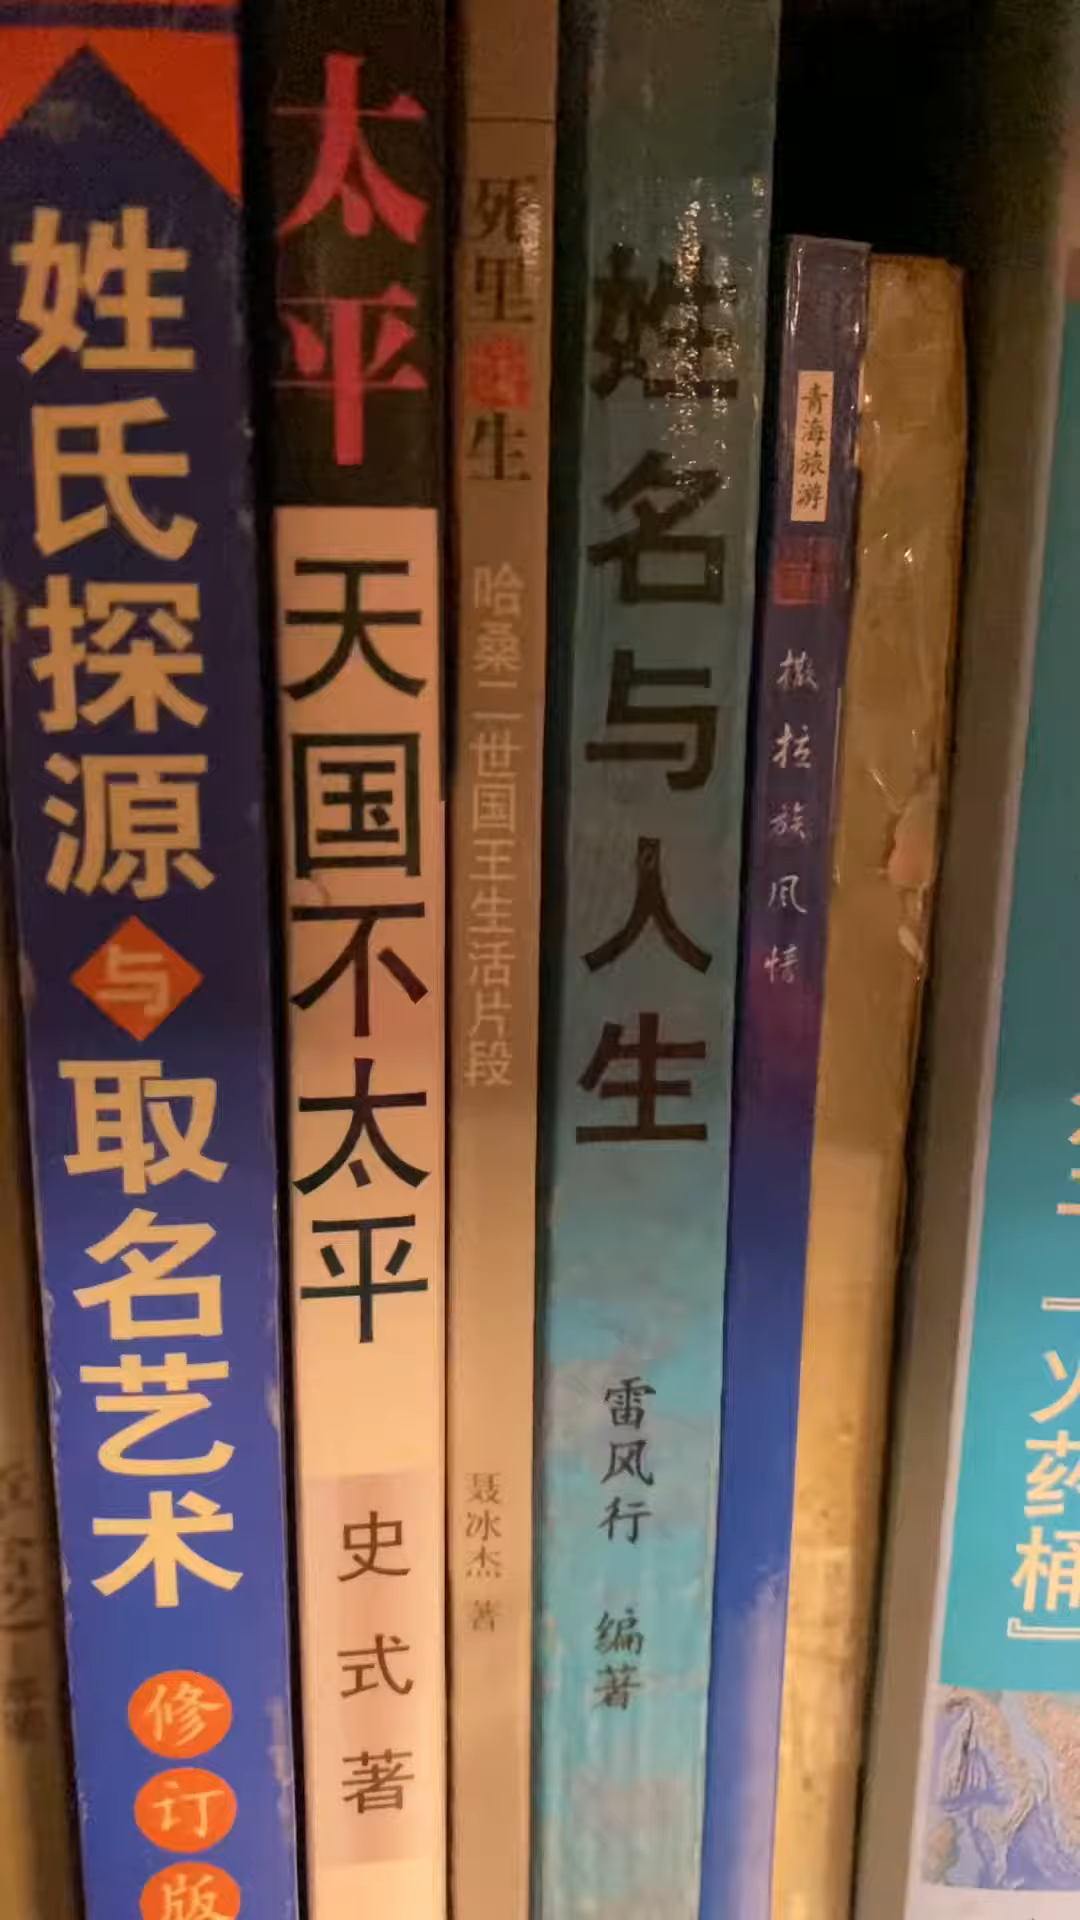 姓氏探源与取名艺术
修订版
太平
天国不太平
史式著
死里逃生
哈桑二世国王生活片段
聂冰杰 著
姓名与人生
雷风行 编著
青海旅游
撒拉族风情
火药桶』